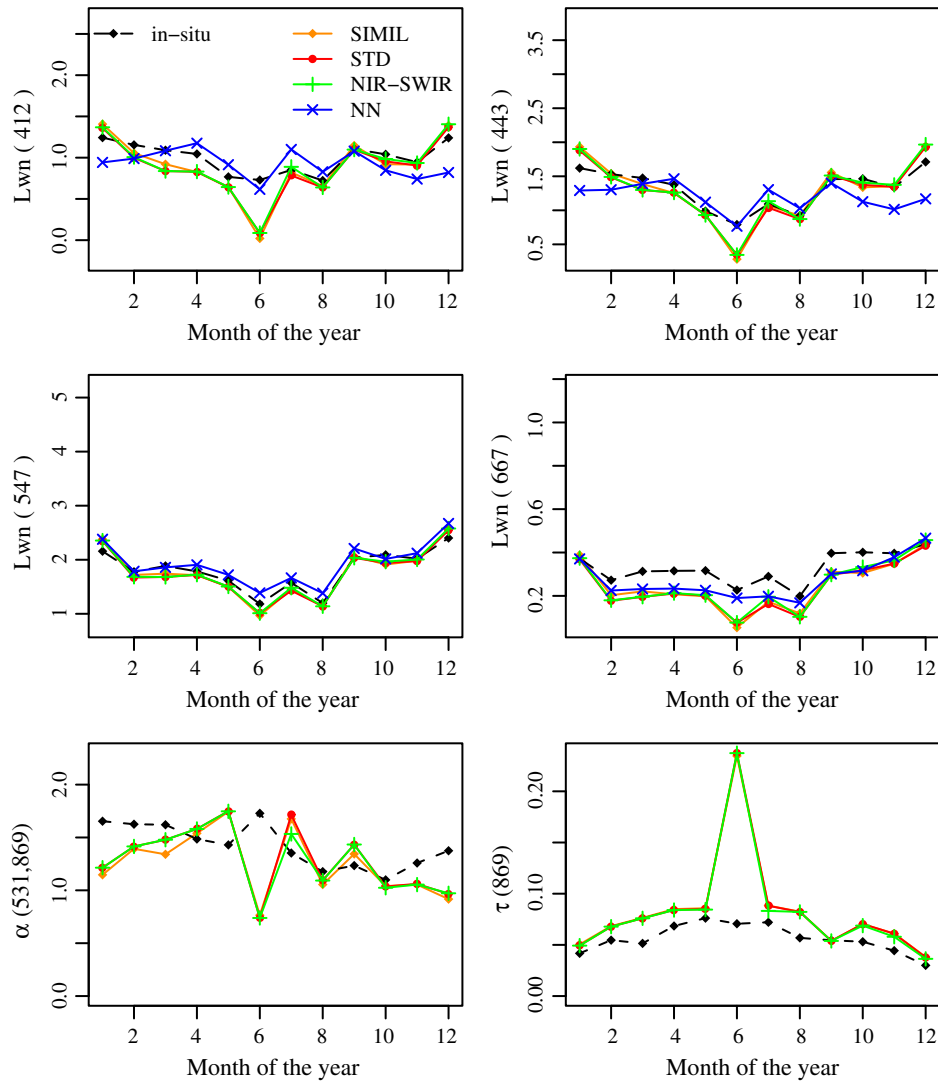 in−situ
SIMIL
STD
NIR−SWIR
NN
Lwn ( 412 )
0.0 1.0 2.0
2 4 6 8 10 12
Month of the year
Lwn ( 443 )
0.5 1.5 2.5 3.5
2 4 6 8 10 12
Month of the year
Lwn ( 547 )
1 2 3 4 5
2 4 6 8 10 12
Month of the year
Lwn ( 667 )
0.2 0.6 1.0
2 4 6 8 10 12
Month of the year
α (531,869)
0.0 1.0 2.0
2 4 6 8 10 12
Month of the year
τ (869)
0.00 0.10 0.20
2 4 6 8 10 12
Month of the year